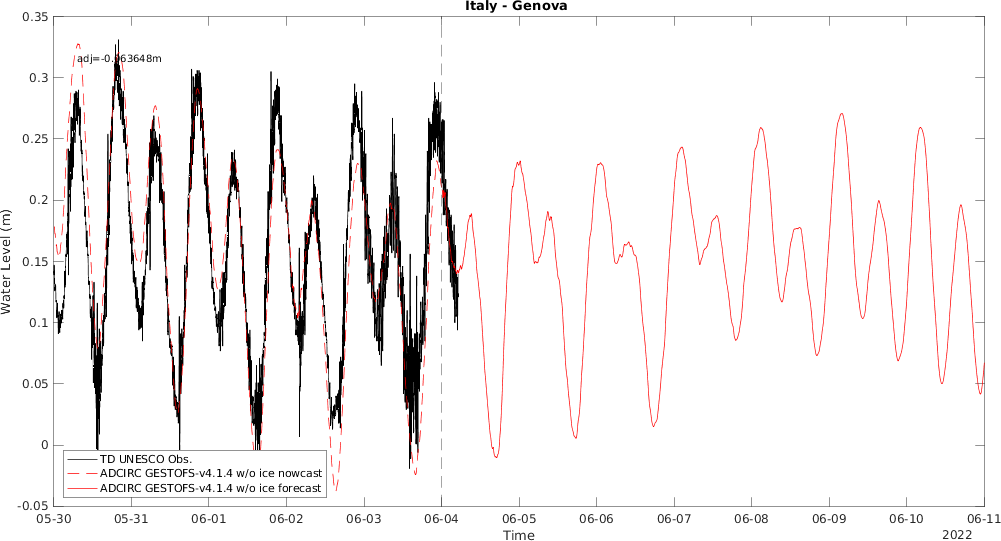 Italy - Genova
0.35
0.3
0.25
0.2
0.15
0.1
0.05
0
-0.05
Water Level (m)
adj=-0.063648m
TD UNESCO Obs.
ADCIRC GESTOFS-v4.1.4 w/o ice nowcast
ADCIRC GESTOFS-v4.1.4 w/o ice forecast
05-30 05-31 06-01 06-02 06-03 06-04 06-05 06-06 06-07 06-08 06-09 06-10 06-11
Time
2022